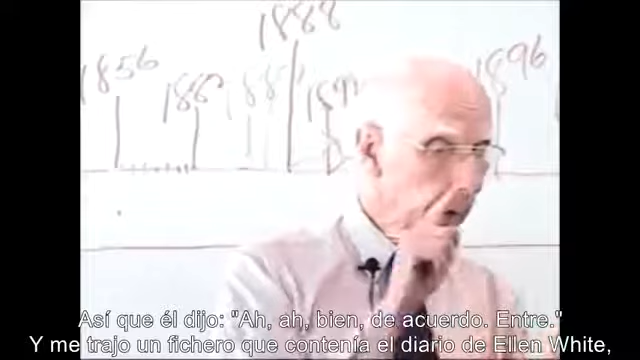 1888
1856
1896
Así que él dijo: "Ah, ah, bien, de acuerdo. Entre."
Y me trajo un fichero que contenía el diario de Ellen White,